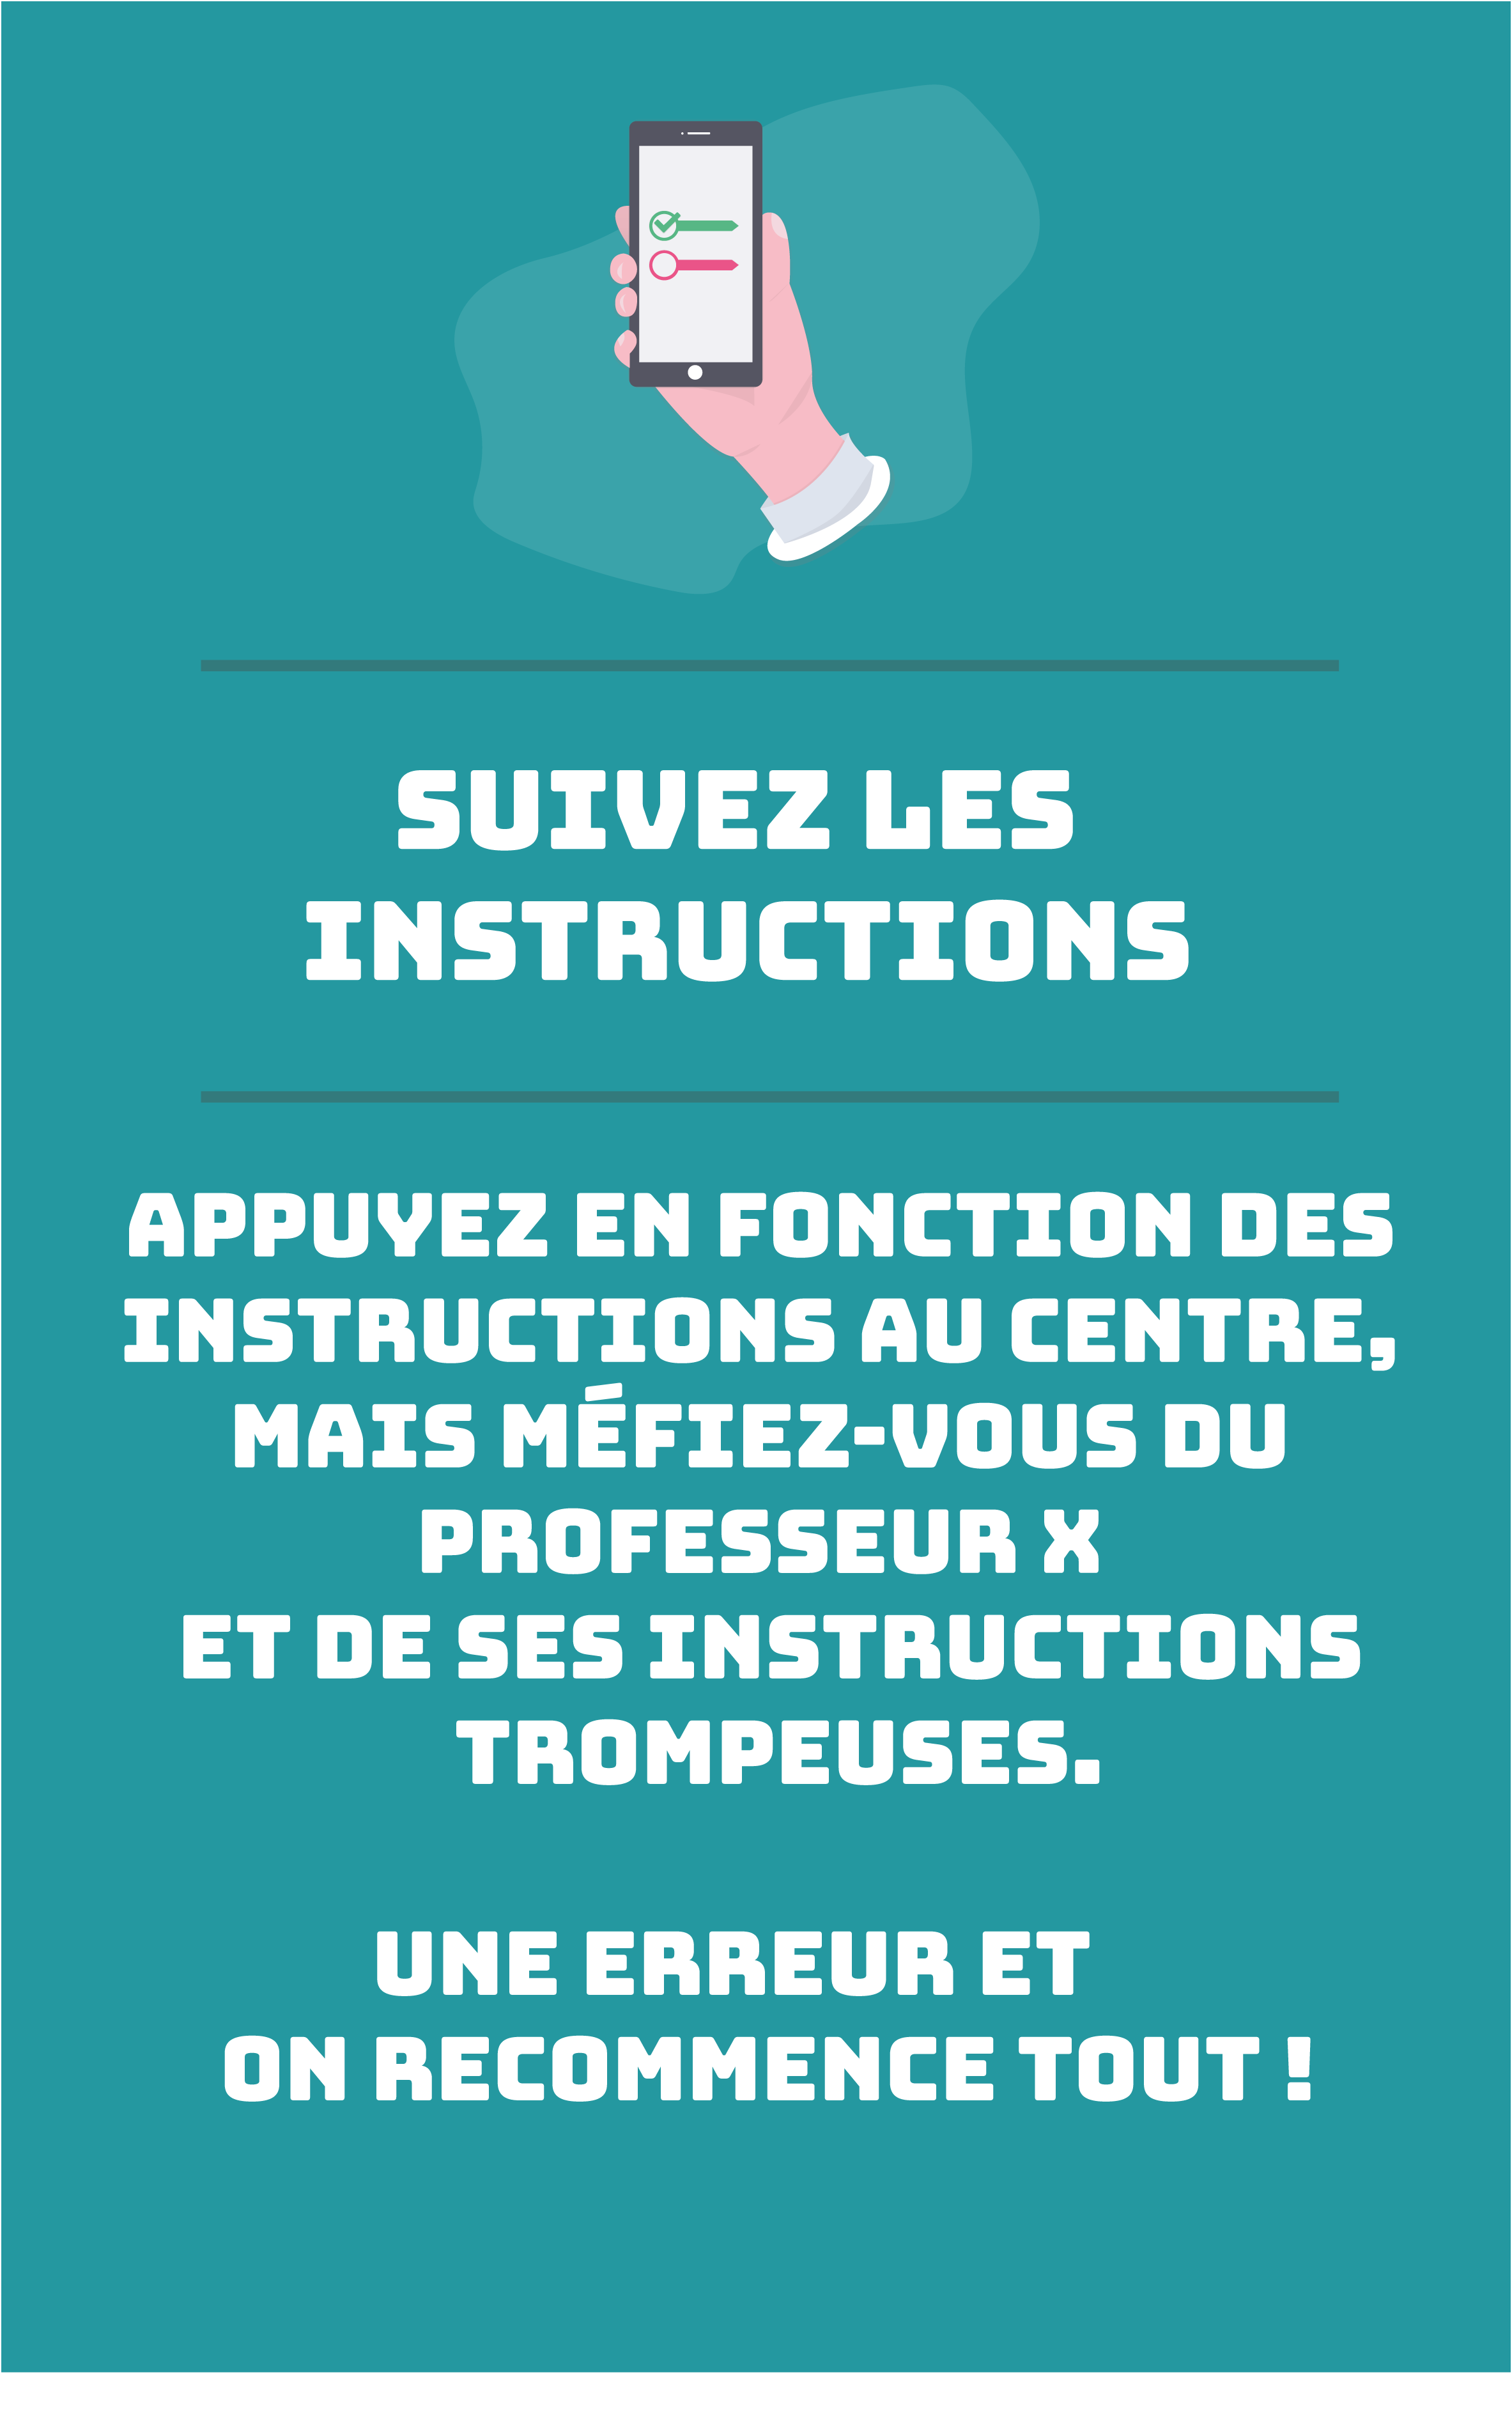 SUIVEZ LES
INSTRUCTIONS
APPUYEZ EN FONCTION DES
INSTRUCTIONS AU CENTRE,
MAIS MÉFIEZ-VOUS DU
PROFESSEUR X
ET DE SES INSTRUCTIONS
TROMPEUSES.
UNE ERREUR ET
ON RECOMMENCE TOUT !